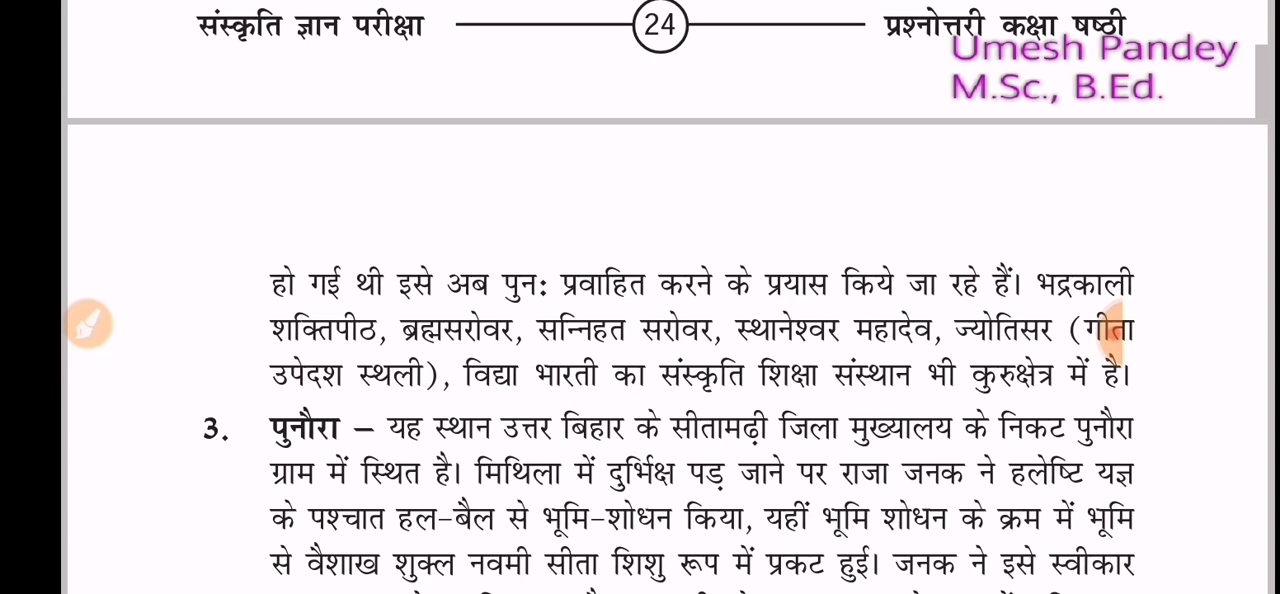 संस्कृति ज्ञान परीक्षा 24 प्रश्नोत्तरी कक्षा षष्ठी
Umesh Pandey
M.Sc., B.Ed.
हो गई थी इसे अब पुनः प्रवाहित करने के प्रयास किये जा रहे हैं। भद्रकाली
शक्तिपीठ, ब्रह्मसरोवर, सन्निहत सरोवर, स्थानेश्वर महादेव, ज्योतिसर (गीता
उपेदश स्थली), विद्या भारती का संस्कृति शिक्षा संस्थान भी कुरुक्षेत्र में है।
3. पुनौरा – यह स्थान उत्तर बिहार के सीतामढ़ी जिला मुख्यालय के निकट पुनौरा
ग्राम में स्थित है। मिथिला में दुर्भिक्ष पड़ जाने पर राजा जनक ने हलेष्टि यज्ञ
के पश्चात हल-बैल से भूमि-शोधन किया, यहीं भूमि शोधन के क्रम में भूमि
से वैशाख शुक्ल नवमी सीता शिशु रूप में प्रकट हुई। जनक ने इसे स्वीकार